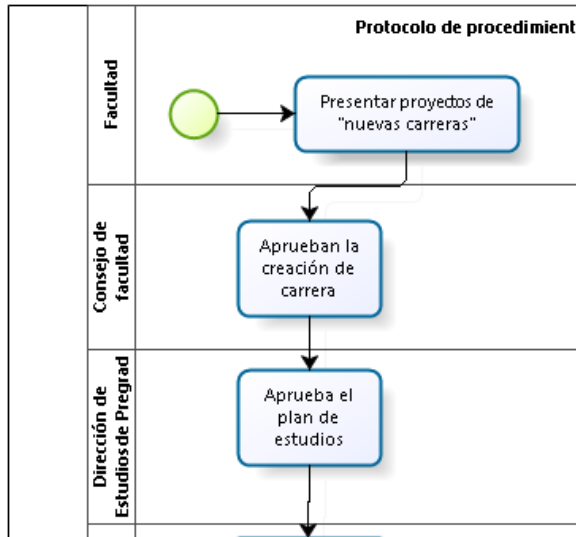 Protocolo de procedimient
Facultad
Presentar proyectos de
"nuevas carreras"
Consejo de
facultad
Aprueban la
creación de
carrera
Dirección de
Estudios de Pregrad
Aprueba el
plan de
estudios